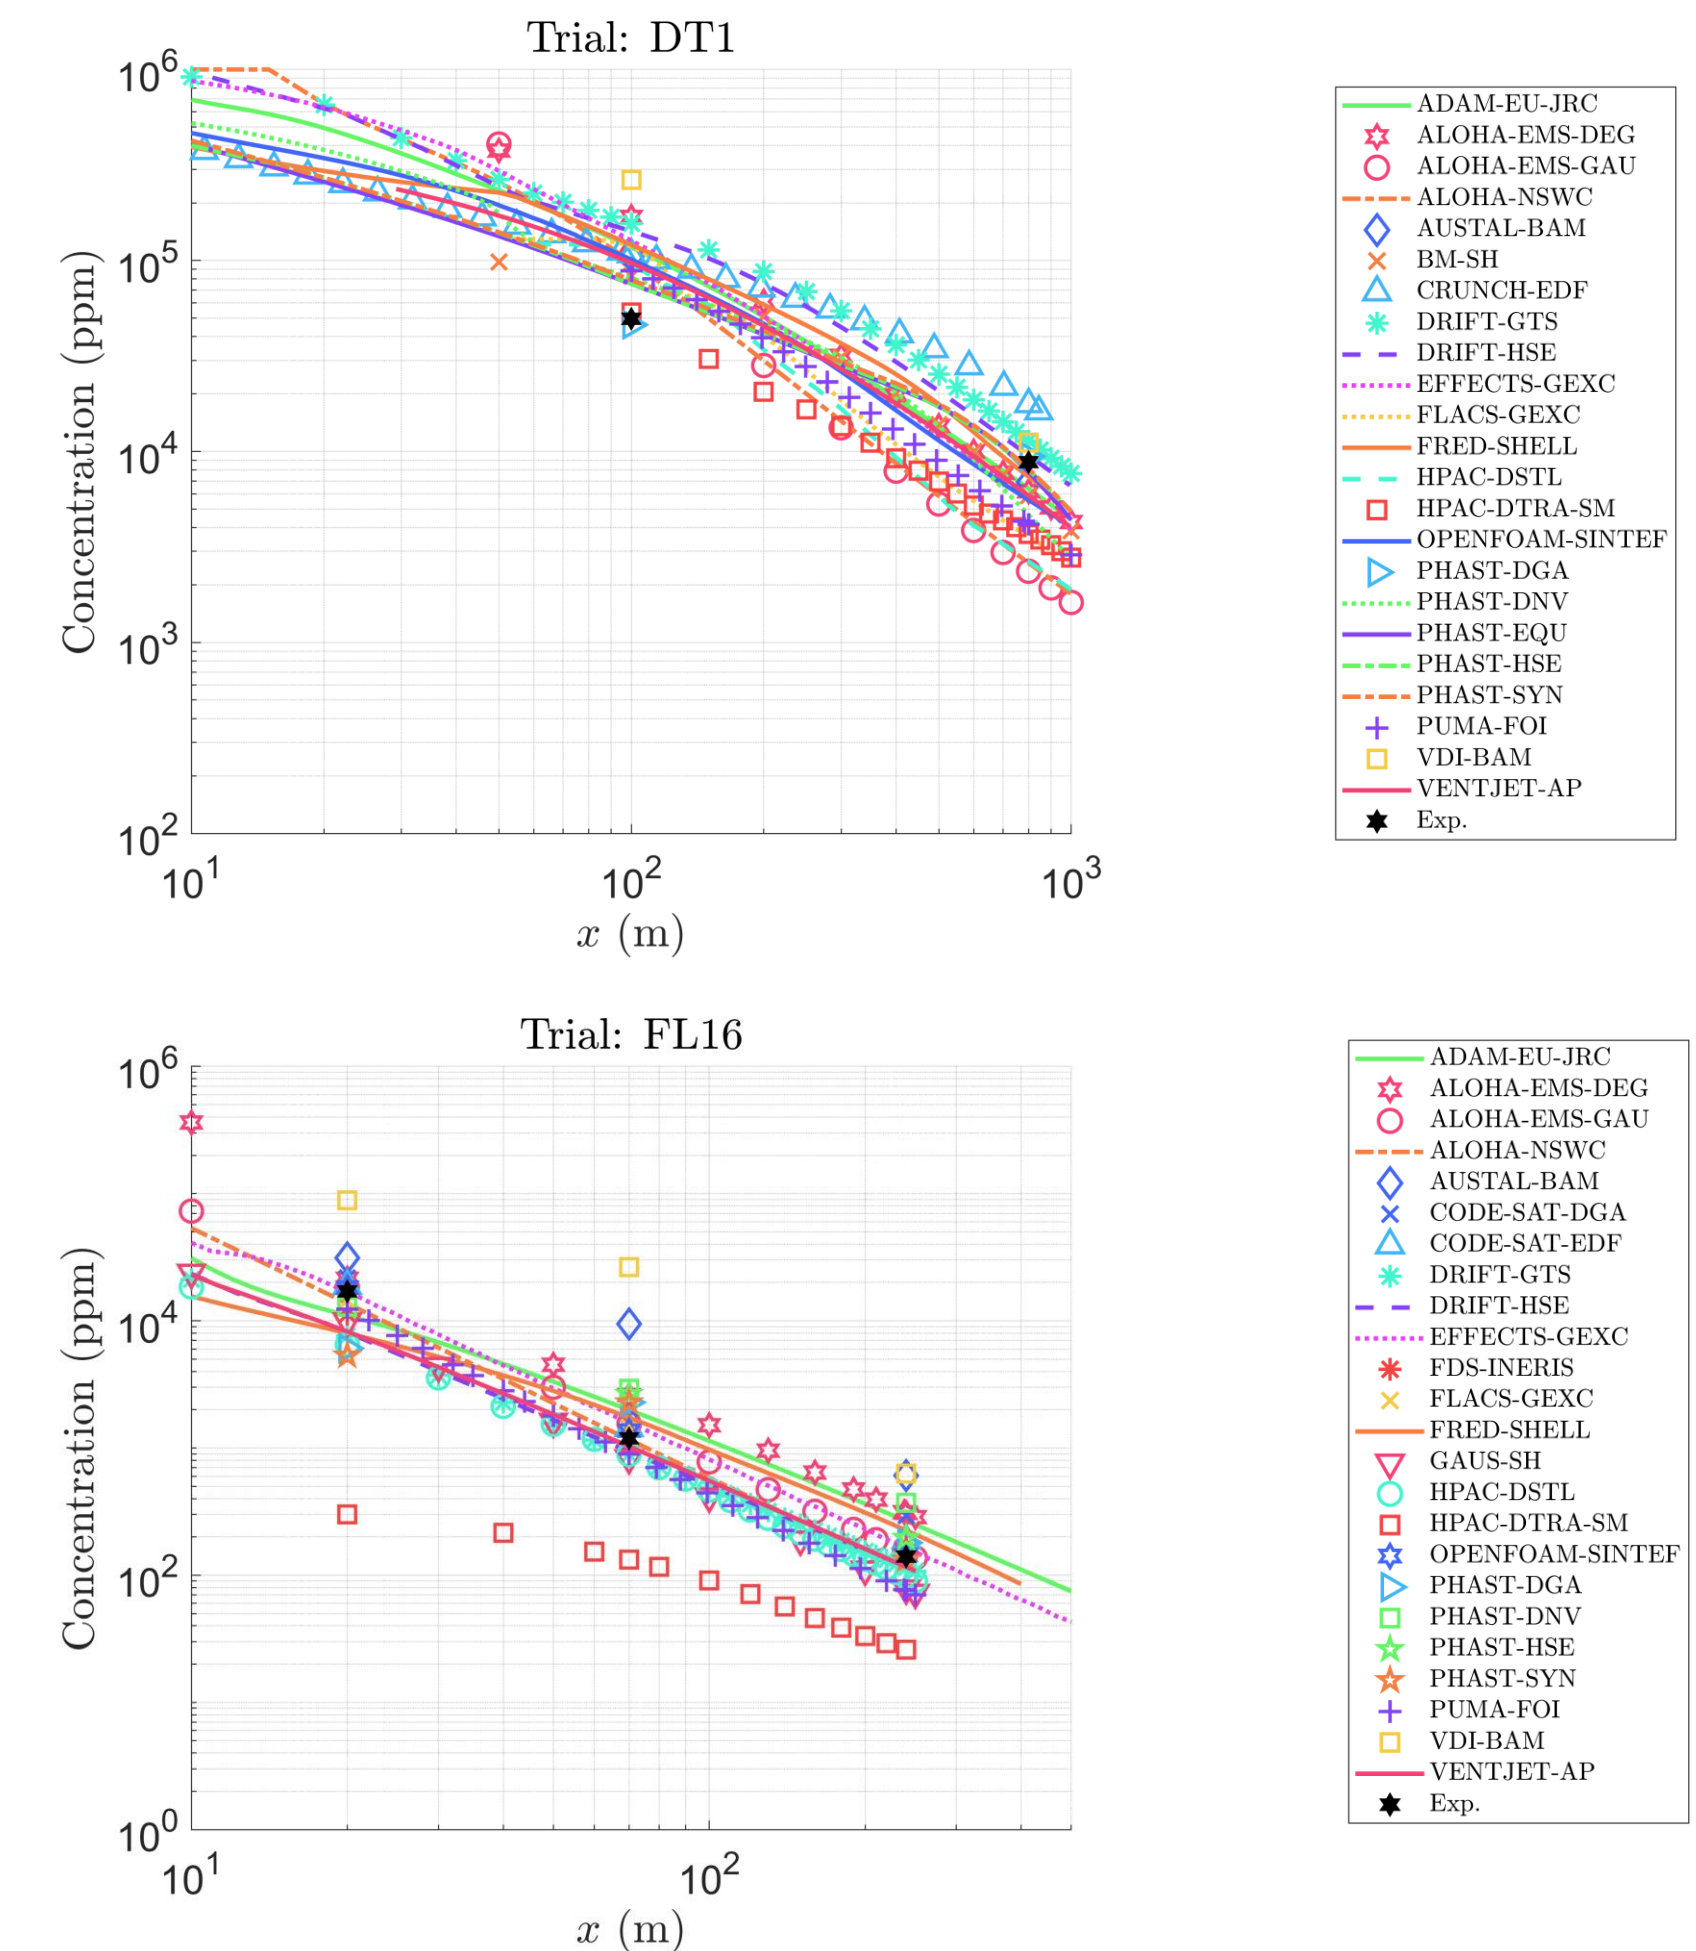 Trial: DT1
10^6
10^5
10^4
10^3
10^2
Concentration (ppm)
10^1
10^2
10^3
x (m)
ADAM-EU-JRC
ALOHA-EMS-DEG
ALOHA-EMS-GAU
ALOHA-NSWC
AUSTAL-BAM
BM-SH
CRUNCH-EDF
DRIFT-GTS
DRIFT-HSE
EFFECTS-GEXC
FLACS-GEXC
FRED-SHELL
HPAC-DSTL
HPAC-DTRA-SM
OPENFOAM-SINTEF
PHAST-DGA
PHAST-DNV
PHAST-EQU
PHAST-HSE
PHAST-SYN
PUMA-FOI
VDI-BAM
VENTJET-AP
Exp.
Trial: FL16
10^6
10^4
10^2
10^0
Concentration (ppm)
10^1
10^2
x (m)
ADAM-EU-JRC
ALOHA-EMS-DEG
ALOHA-EMS-GAU
ALOHA-NSWC
AUSTAL-BAM
CODE-SAT-DGA
CODE-SAT-EDF
DRIFT-GTS
DRIFT-HSE
EFFECTS-GEXC
FDS-INERIS
FLACS-GEXC
FRED-SHELL
GAUS-SH
HPAC-DSTL
HPAC-DTRA-SM
OPENFOAM-SINTEF
PHAST-DGA
PHAST-DNV
PHAST-HSE
PHAST-SYN
PUMA-FOI
VDI-BAM
VENTJET-AP
Exp.